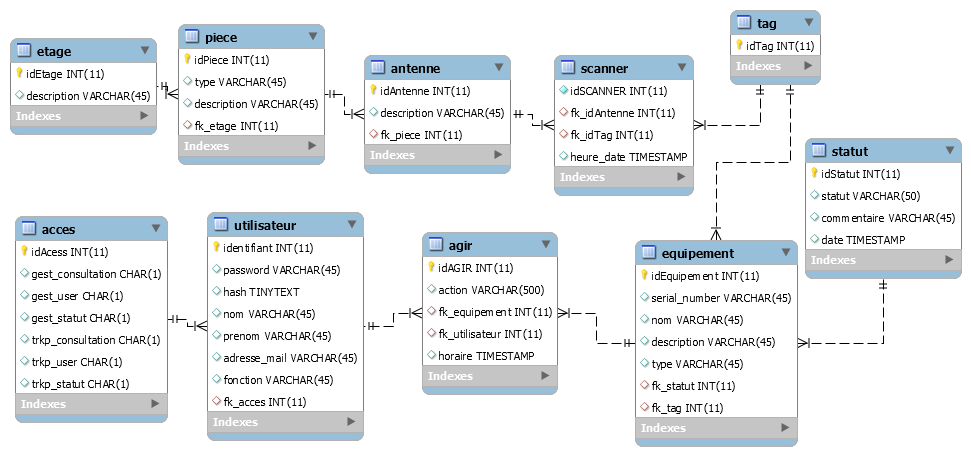 etage
idEtage INT(11)
description VARCHAR(45)
Indexes
piece
idPiece INT(11)
type VARCHAR(45)
description VARCHAR(45)
fk_etage INT(11)
Indexes
antenne
idAntenne INT(11)
description VARCHAR(45)
fk_piece INT(11)
Indexes
scanner
idSCANNER INT(11)
fk_idAntenne INT(11)
fk_idTag INT(11)
heure_date TIMESTAMP
Indexes
tag
idTag INT(11)
Indexes
statut
idStatut INT(11)
statut VARCHAR(50)
commentaire VARCHAR(45)
date TIMESTAMP
Indexes
acces
idAcess INT(11)
gest_consultation CHAR(1)
gest_user CHAR(1)
gest_statut CHAR(1)
trkp_consultation CHAR(1)
trkp_user CHAR(1)
trkp_statut CHAR(1)
Indexes
utilisateur
identifiant INT(11)
password VARCHAR(45)
hash TINYTEXT
nom VARCHAR(45)
prenom VARCHAR(45)
adresse_mail VARCHAR(45)
fonction VARCHAR(45)
fk_acces INT(11)
Indexes
agir
idAGIR INT(11)
action VARCHAR(500)
fk_equipement INT(11)
fk_utilisateur INT(11)
horaire TIMESTAMP
Indexes
equipement
idEquipement INT(11)
serial_number VARCHAR(45)
nom VARCHAR(45)
description VARCHAR(45)
type VARCHAR(45)
fk_statut INT(11)
fk_tag INT(11)
Indexes